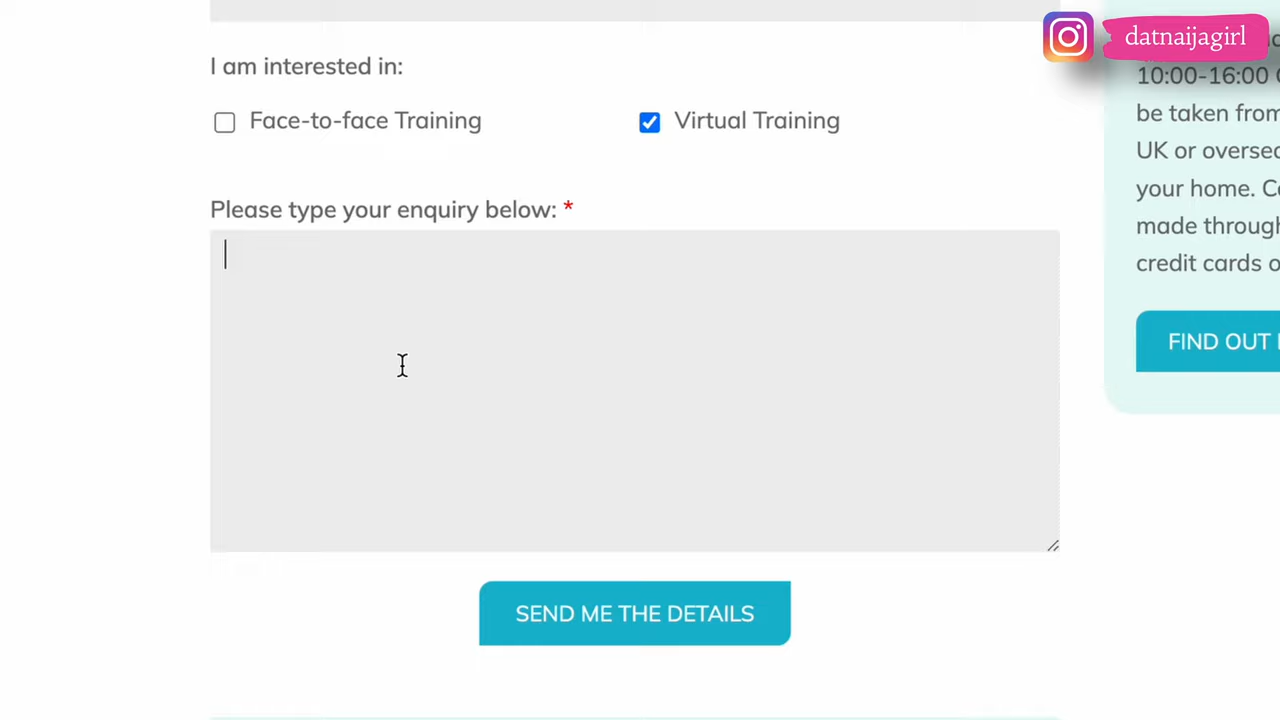 datnaijagirl
I am interested in:
Face-to-face Training
Virtual Training
Please type your enquiry below: *
SEND ME THE DETAILS
10:00-16:00
be taken from
UK or
your home.
made through
credit cards
FIND OUT